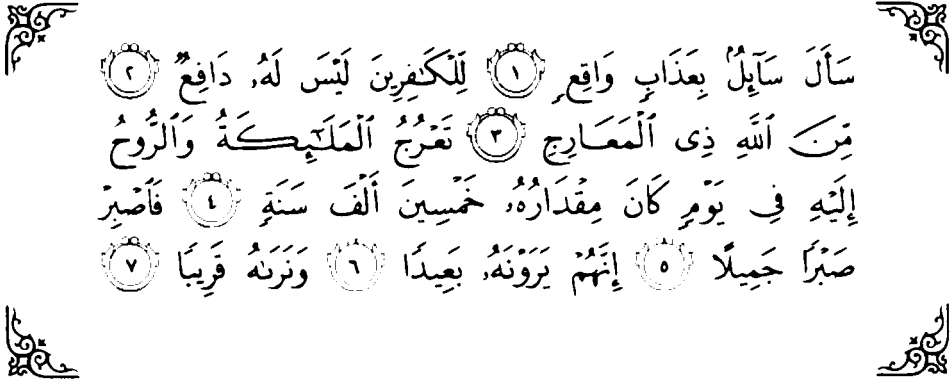 سَأَلَ سَآئِلُۢ بِعَذَابٖ وَاقِعٖ ١ لِّلْكَٰفِرِينَ لَيْسَ لَهُۥ دَافِعٞ ٢
مِّنَ ٱللَّهِ ذِى ٱلْمَعَارِجِ ٣ تَعْرُجُ ٱلْمَلَٰٓئِكَةُ وَٱلرُّوحُ
إِلَيْهِ فِى يَوْمٖ كَانَ مِقْدَارُهُۥ خَمْسِينَ أَلْفَ سَنَةٖ ٤ فَٱصْبِرْ
صَبْرٗا جَمِيلًا ٥ إِنَّهُمْ يَرَوْنَهُۥ بَعِيدٗا ٦ وَنَرَىٰهُ قَرِيبٗا ٧